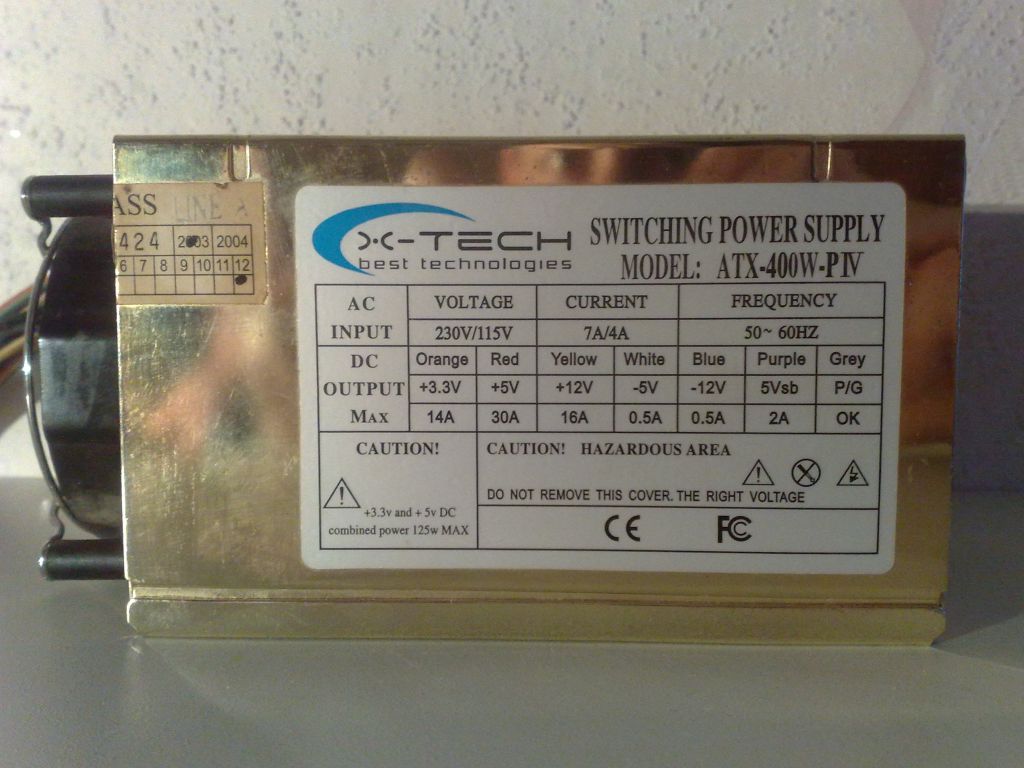 ASS LINE A
424 2003 2004
6 7 8 9 10 11 12
X-TECH
best technologies
SWITCHING POWER SUPPLY
MODEL: ATX-400W-PIV
AC INPUT VOLTAGE CURRENT FREQUENCY
230V/115V 7A/4A 50~ 60HZ
DC OUTPUT MAX Orange Red Yellow White Blue Purple Grey
+3.3V +5V +12V -5V -12V 5Vsb P/G
14A 30A 16A 0.5A 0.5A 2A OK
CAUTION!
+3.3v and + 5v DC
combined power 125w MAX
CAUTION! HAZARDOUS AREA
DO NOT REMOVE THIS COVER. THE RIGHT VOLTAGE
CE FC